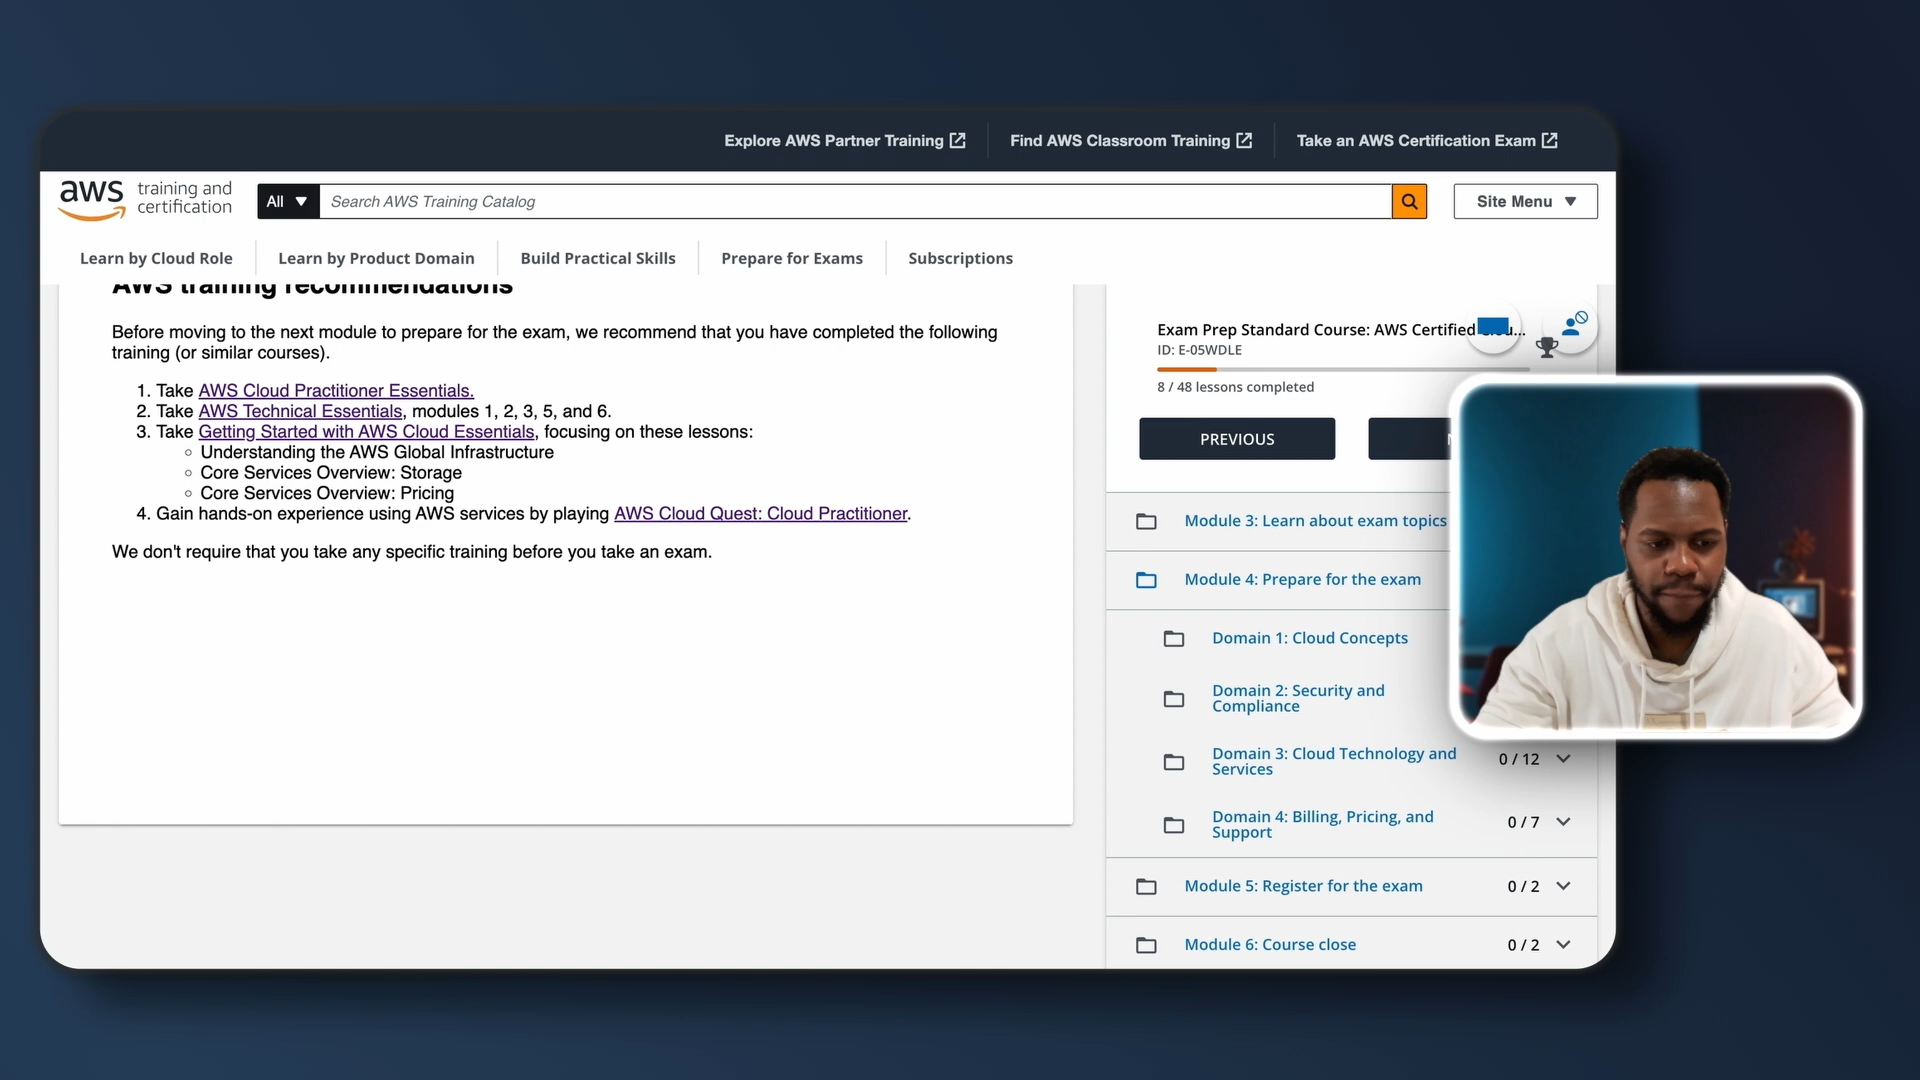 Explore AWS Partner Training
Find AWS Classroom Training
Take an AWS Certification Exam
aws training and certification
All
Search AWS Training Catalog
Site Menu
Learn by Cloud Role
Learn by Product Domain
Build Practical Skills
Prepare for Exams
Subscriptions
AWS training recommendations
Before moving to the next module to prepare for the exam, we recommend that you have completed the following
training (or similar courses).
1. Take AWS Cloud Practitioner Essentials.
2. Take AWS Technical Essentials, modules 1, 2, 3, 5, and 6.
3. Take Getting Started with AWS Cloud Essentials, focusing on these lessons:
Understanding the AWS Global Infrastructure
Core Services Overview: Storage
Core Services Overview: Pricing
4. Gain hands-on experience using AWS services by playing AWS Cloud Quest: Cloud Practitioner.
We don't require that you take any specific training before you take an exam.
Exam Prep Standard Course: AWS Certified Clou...
ID: E-05WDLE
8 / 48 lessons completed
PREVIOUS
Module 3: Learn about exam topics
Module 4: Prepare for the exam
Domain 1: Cloud Concepts
Domain 2: Security and
Compliance
Domain 3: Cloud Technology and
Services
0 / 12
Domain 4: Billing, Pricing, and
Support
0 / 7
Module 5: Register for the exam
0 / 2
Module 6: Course close
0 / 2